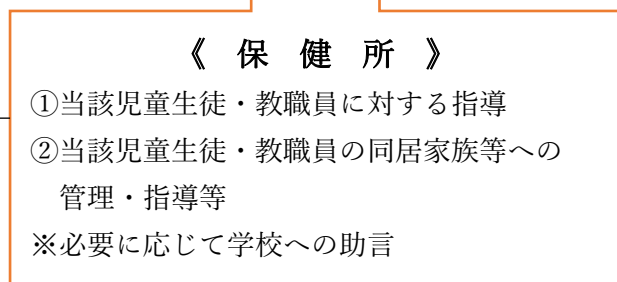 《 保 健 所 》
①当該児童生徒・教職員に対する指導
②当該児童生徒・教職員の同居家族等への
管理・指導等
※必要に応じて学校への助言